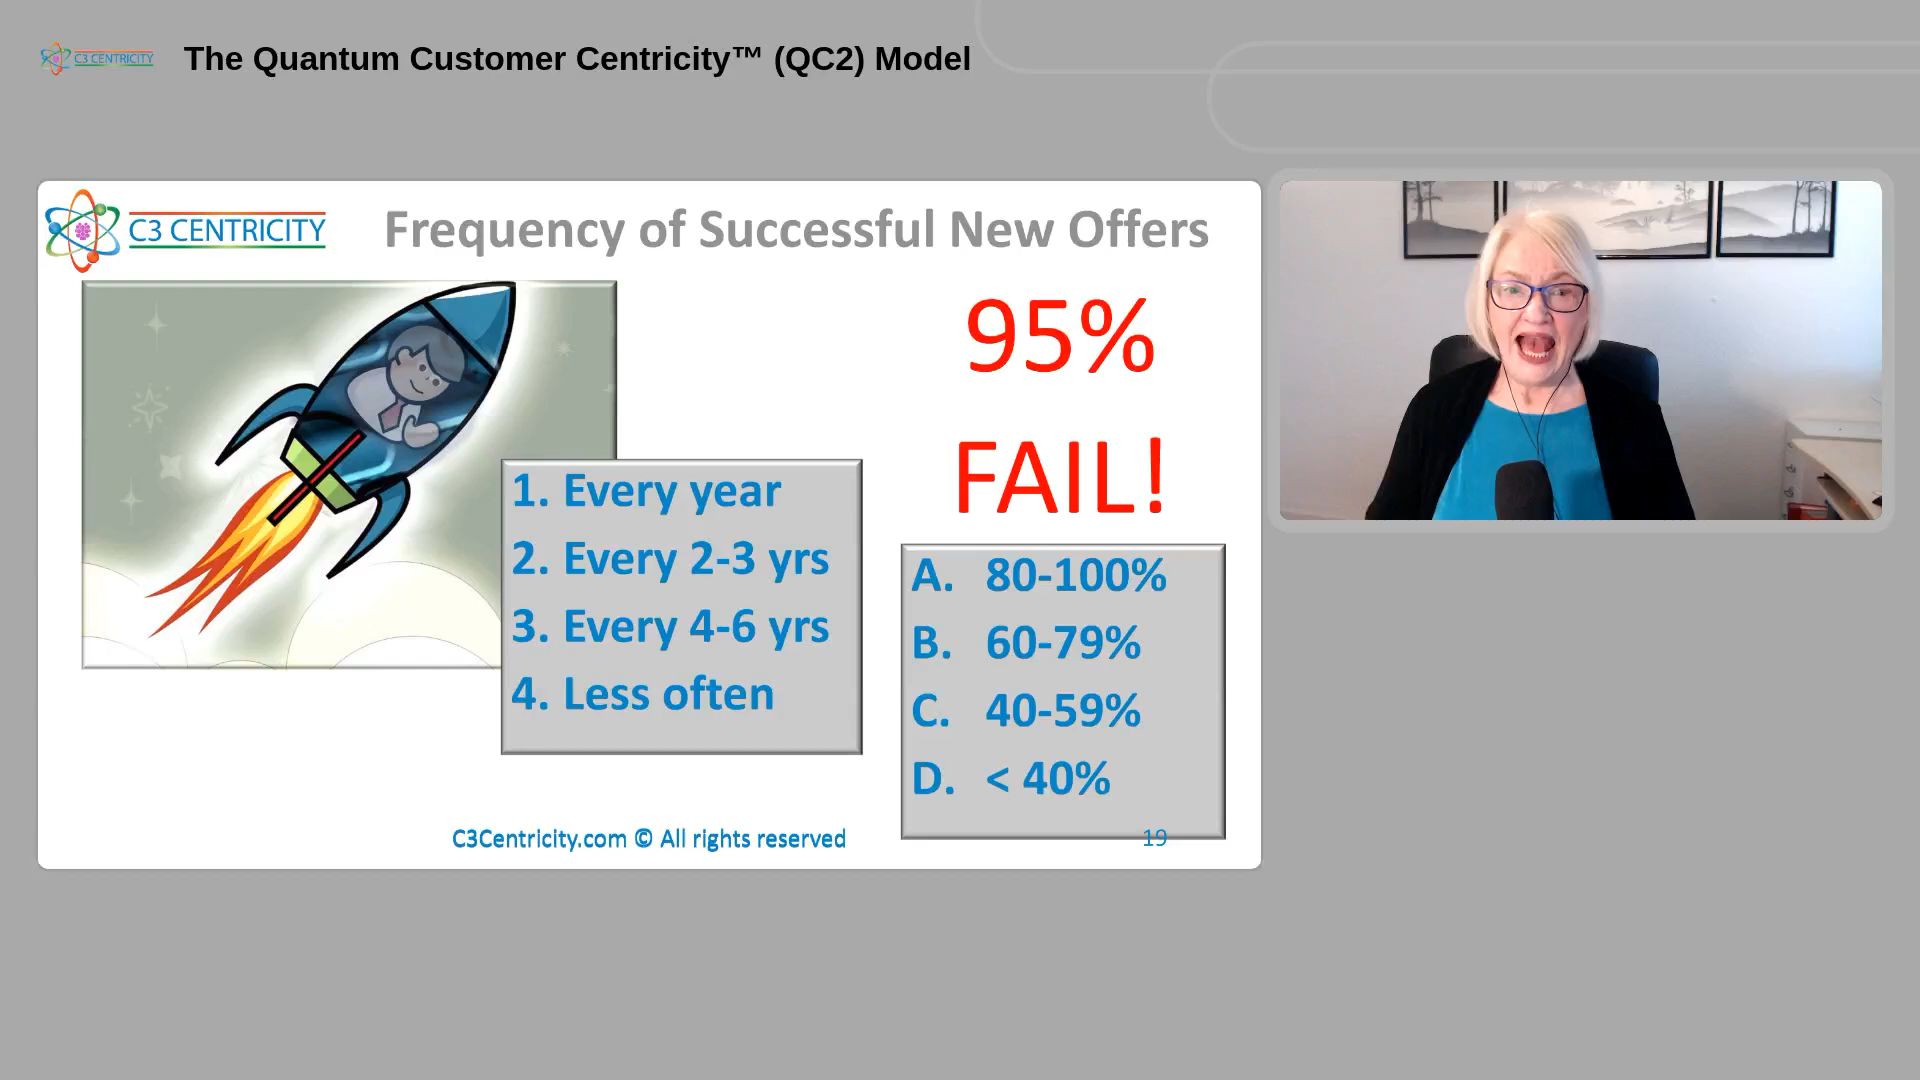 C3 CENTRICITY
The Quantum Customer Centricity™ (QC2) Model
C3 CENTRICITY
Frequency of Successful New Offers
95%
FAIL!
1. Every year
2. Every 2-3 yrs
3. Every 4-6 yrs
4. Less often
A. 80-100%
B. 60-79%
C. 40-59%
D. < 40%
C3Centricity.com © All rights reserved
19